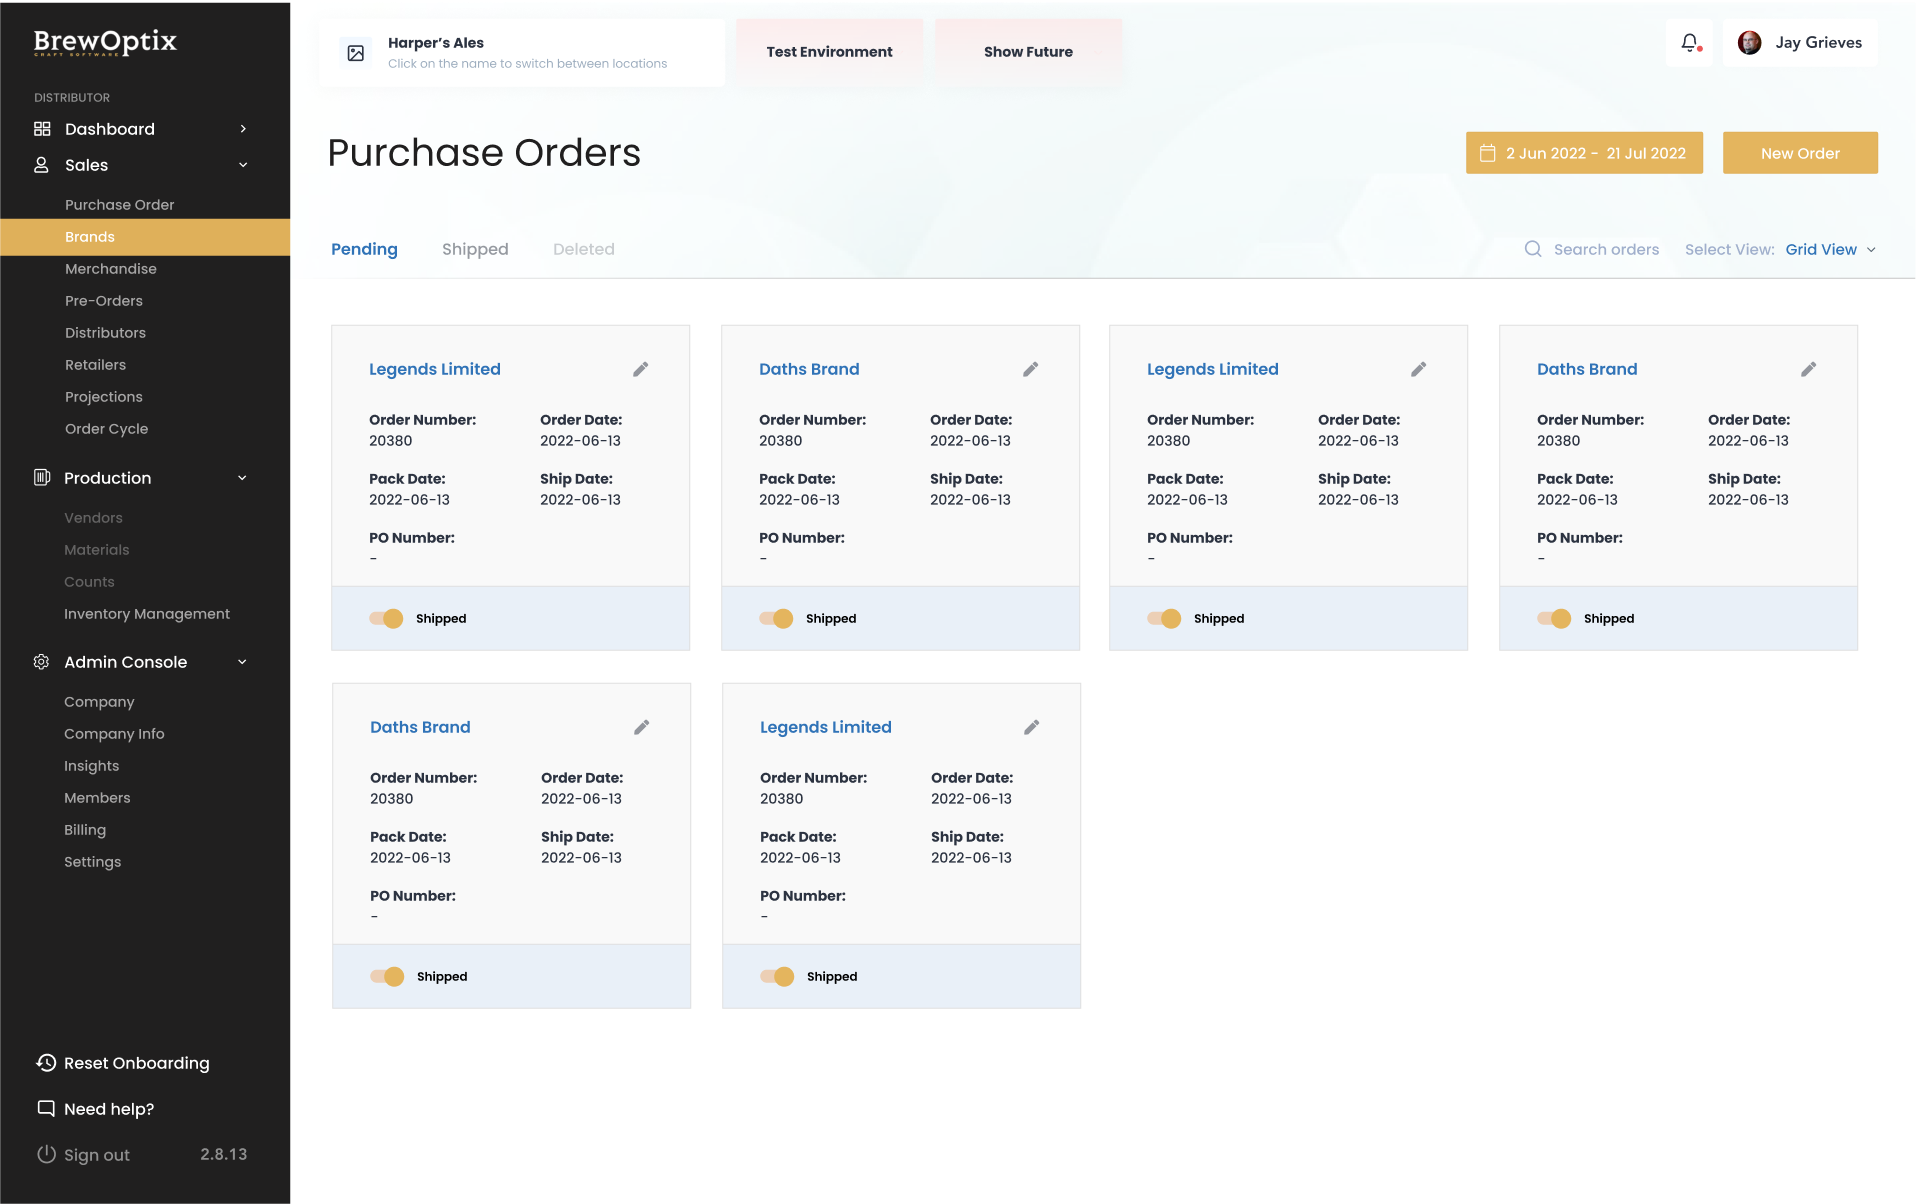 BrewOptix
CRAFT SOFTWARE
DISTRIBUTOR
Dashboard
Sales
Purchase Order
Brands
Merchandise
Pre-Orders
Distributors
Retailers
Projections
Order Cycle
Production
Vendors
Materials
Counts
Inventory Management
Admin Console
Company
Company Info
Insights
Members
Billing
Settings
Reset Onboarding
Need help?
Sign out 2.8.13
Harper's Ales
Click on the name to switch between locations
Test Environment
Show Future
Jay Grieves
Purchase Orders
2 Jun 2022 - 21 Jul 2022
New Order
Pending Shipped Deleted
Search orders
Select View: Grid View
Legends Limited
Order Number: Order Date:
20380 2022-06-13
Pack Date: Ship Date:
2022-06-13 2022-06-13
PO Number:
-
Shipped
Daths Brand
Order Number: Order Date:
20380 2022-06-13
Pack Date: Ship Date:
2022-06-13 2022-06-13
PO Number:
-
Shipped
Legends Limited
Order Number: Order Date:
20380 2022-06-13
Pack Date: Ship Date:
2022-06-13 2022-06-13
PO Number:
-
Shipped
Daths Brand
Order Number: Order Date:
20380 2022-06-13
Pack Date: Ship Date:
2022-06-13 2022-06-13
PO Number:
-
Shipped
Daths Brand
Order Number: Order Date:
20380 2022-06-13
Pack Date: Ship Date:
2022-06-13 2022-06-13
PO Number:
-
Shipped
Legends Limited
Order Number: Order Date:
20380 2022-06-13
Pack Date: Ship Date:
2022-06-13 2022-06-13
PO Number:
-
Shipped